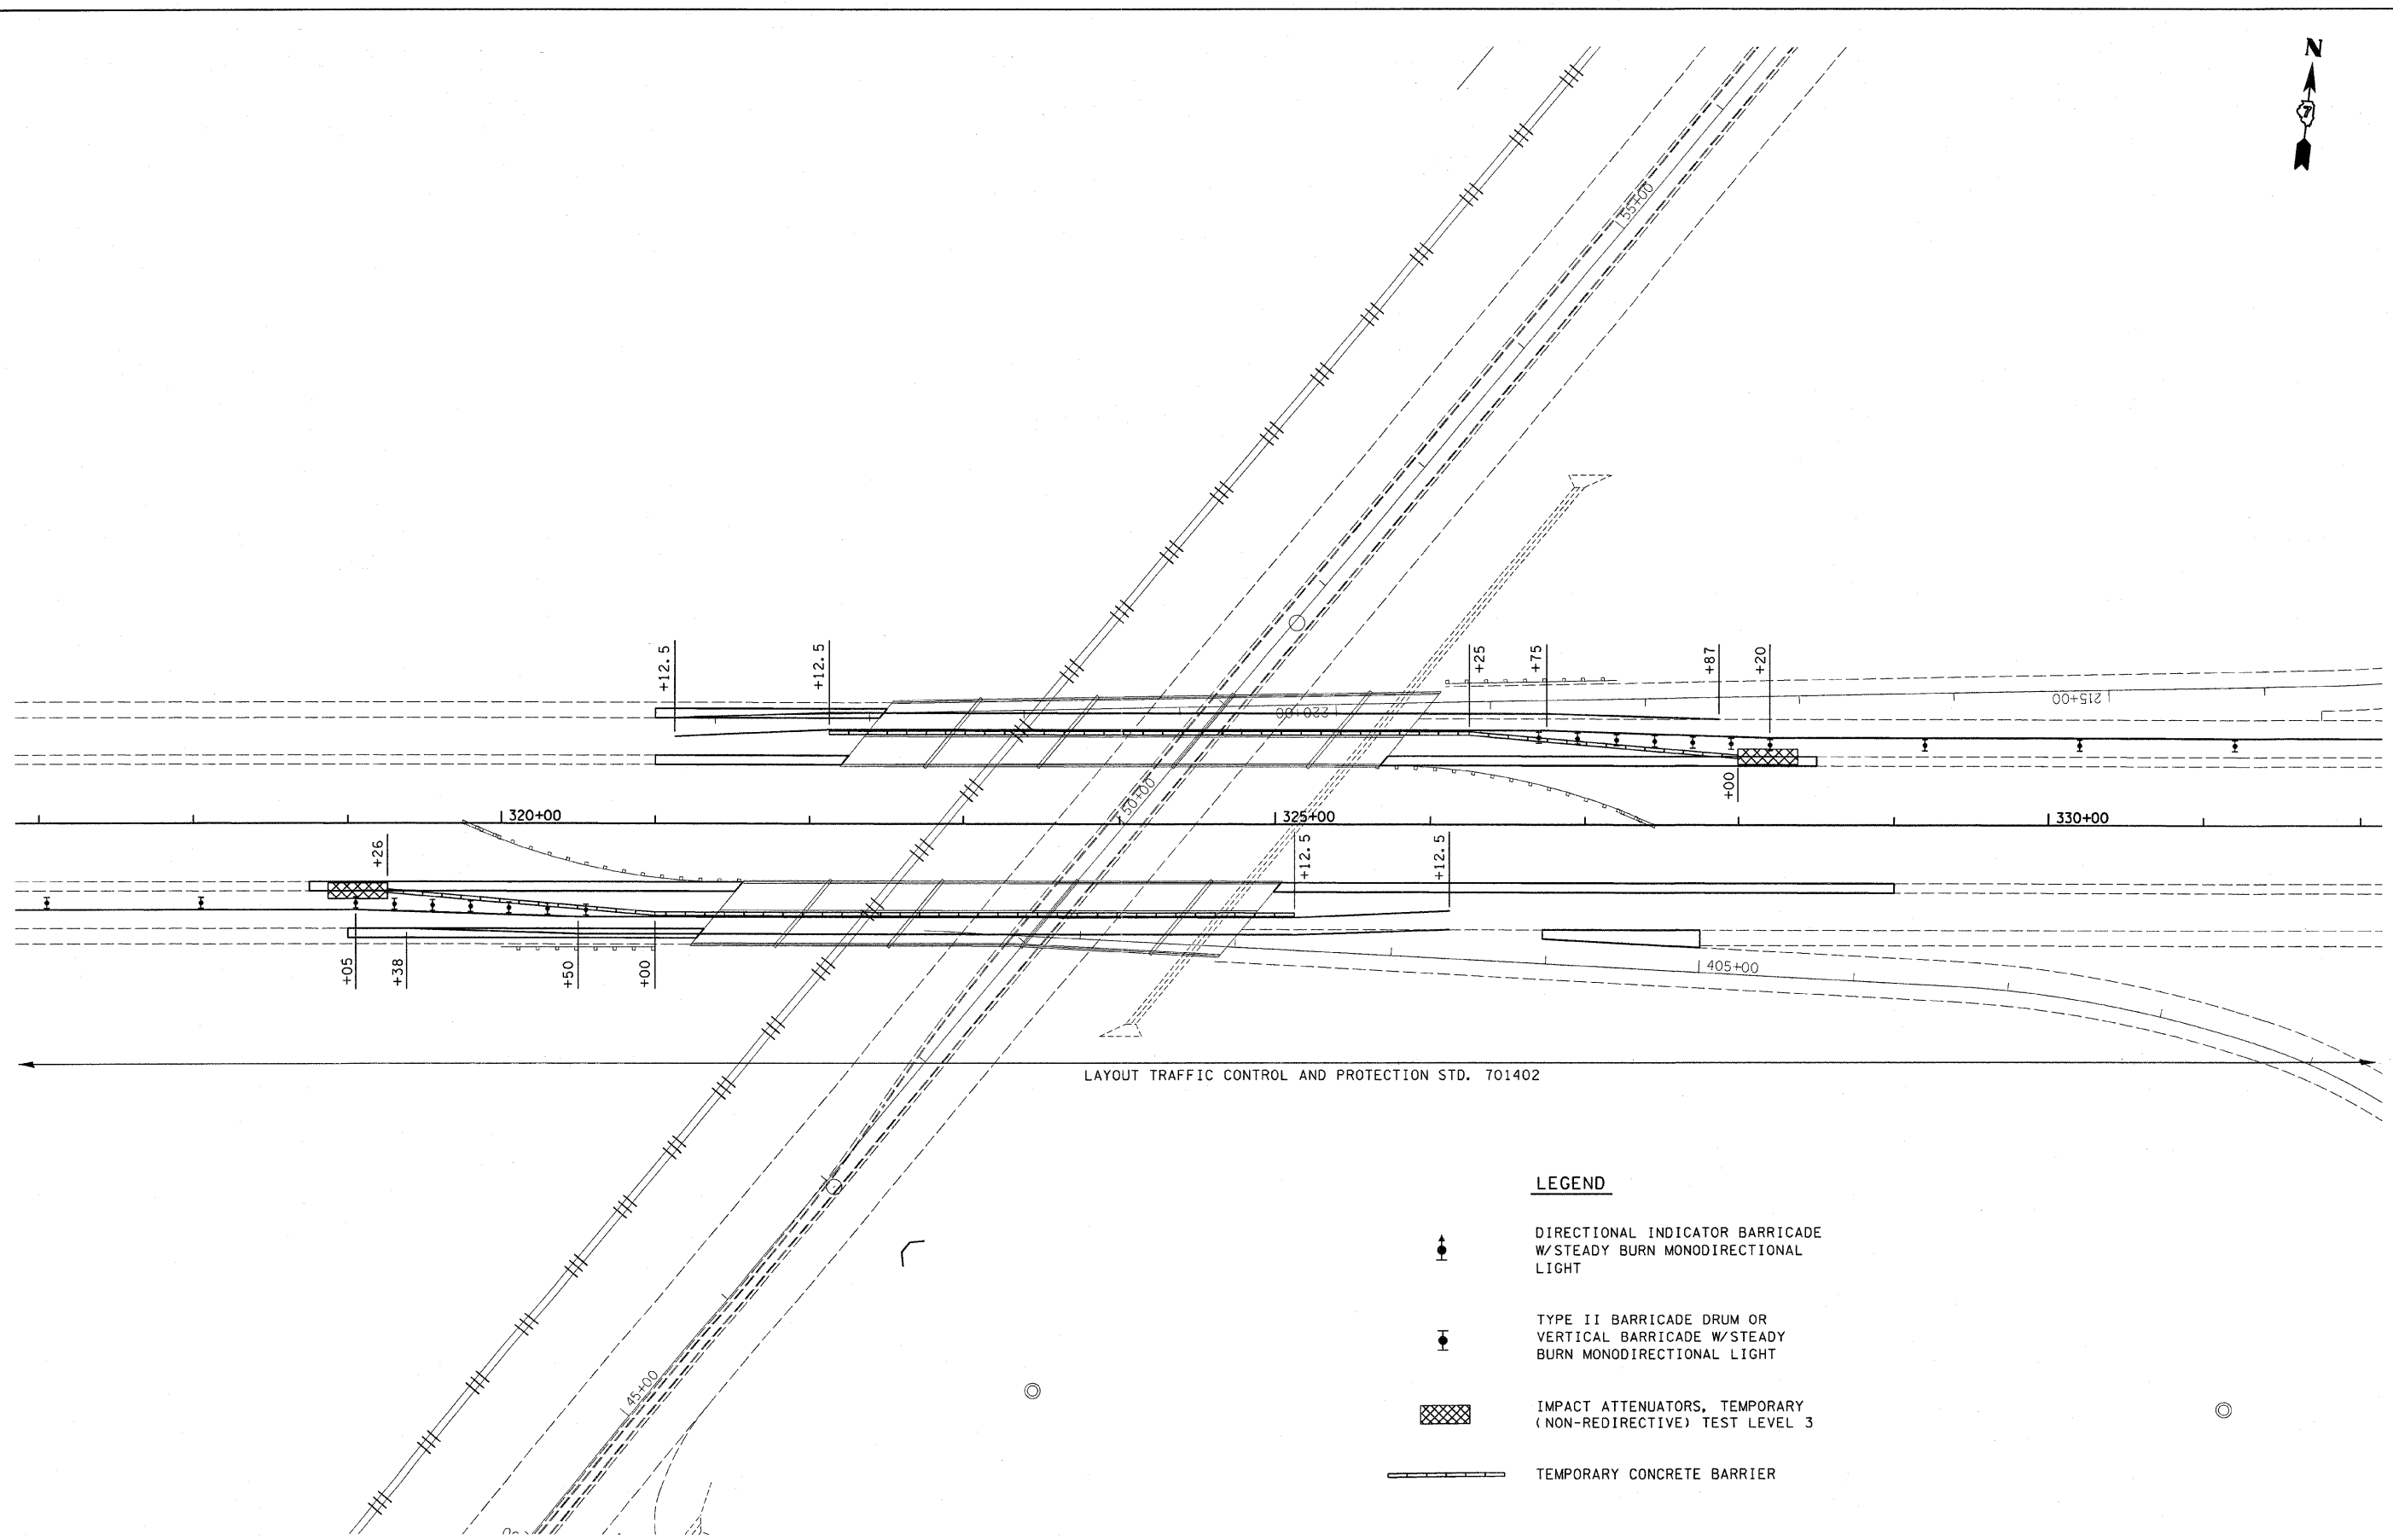 N
7
55+00
+12.5
+12.5
+25
+75
+87
+20
215+00
220+00
50+00
+00
320+00
325+00
330+00
+26
+12.5
+12.5
+05
+38
+50
+00
405+00
LAYOUT TRAFFIC CONTROL AND PROTECTION STD. 701402
LEGEND
DIRECTIONAL INDICATOR BARRICADE
W/STEADY BURN MONODIRECTIONAL
LIGHT
TYPE II BARRICADE DRUM OR
VERTICAL BARRICADE W/STEADY
BURN MONODIRECTIONAL LIGHT
45+00
IMPACT ATTENUATORS, TEMPORARY
(NON-REDIRECTIVE) TEST LEVEL 3
TEMPORARY CONCRETE BARRIER